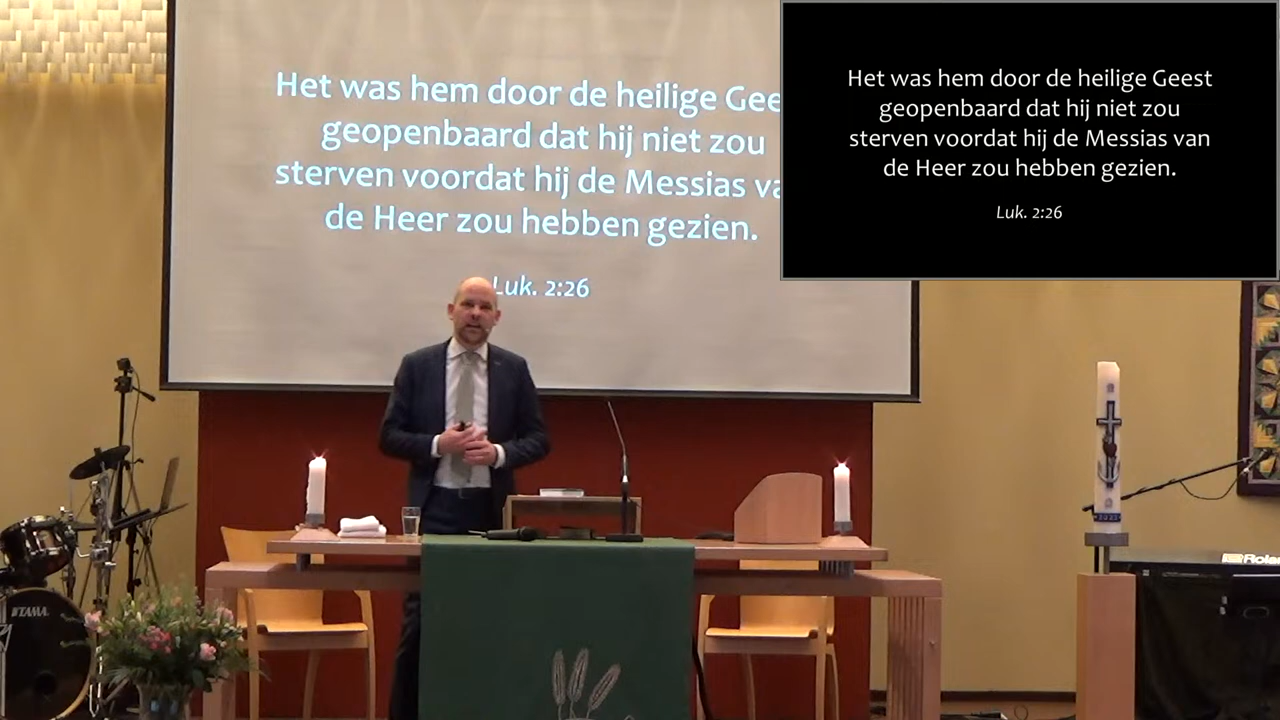 Het was hem door de heilige Gee
geopenbaard dat hij niet zou
sterven voordat hij de Messias va
de Heer zou hebben gezien.
Luk. 2:26
Het was hem door de heilige Geest
geopenbaard dat hij niet zou
sterven voordat hij de Messias van
de Heer zou hebben gezien.
Luk. 2:26
TAMA
Roland